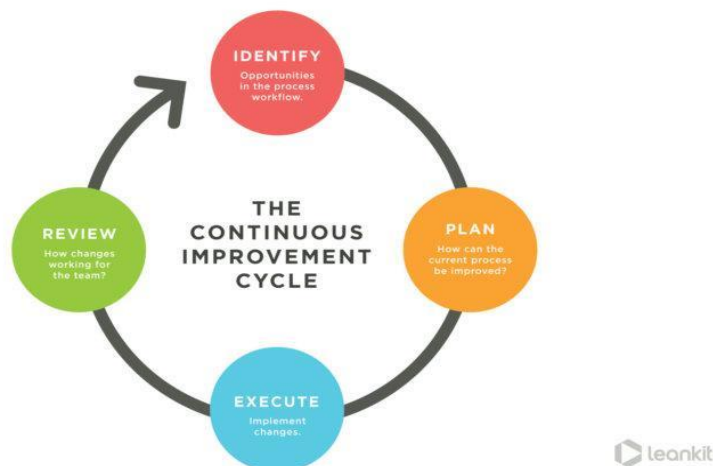 IDENTIFY
Opportunities
in the process
workflow.
THE
CONTINUOUS
IMPROVEMENT
CYCLE
PLAN
How can the
current process
be improved?
EXECUTE
Implement
changes.
REVIEW
How changes
working for
the team?
leankit